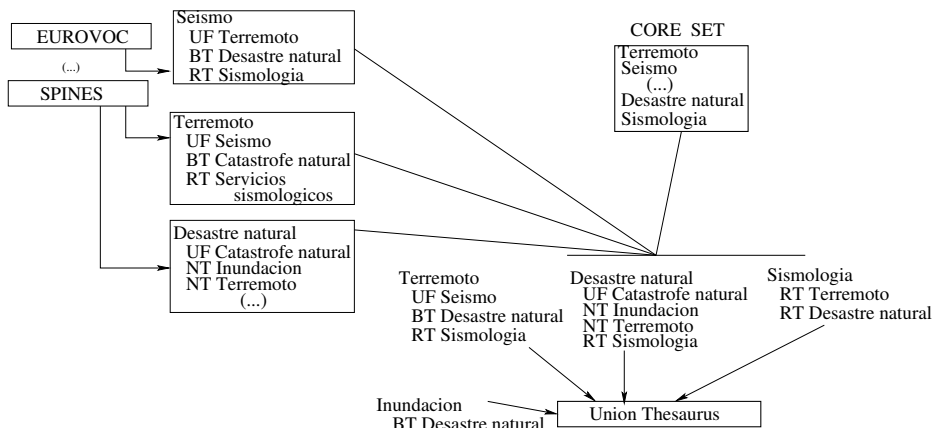 EUROVOC
(...)
SPINES
Seismo
UF Terremoto
BT Desastre natural
RT Sismologia
Terremoto
UF Seismo
BT Catastrofe natural
RT Servicios
sismologicos
Desastre natural
UF Catastrofe natural
NT Inundacion
NT Terremoto
(...)
CORE SET
Terremoto
Seismo
(...)
Desastre natural
Sismologia
Terremoto
UF Seismo
BT Desastre natural
RT Sismologia
Desastre natural
UF Catastrofe natural
NT Inundacion
NT Terremoto
RT Sismologia
Sismologia
RT Terremoto
RT Desastre natural
Inundacion
BT Desastre natural
Union Thesaurus